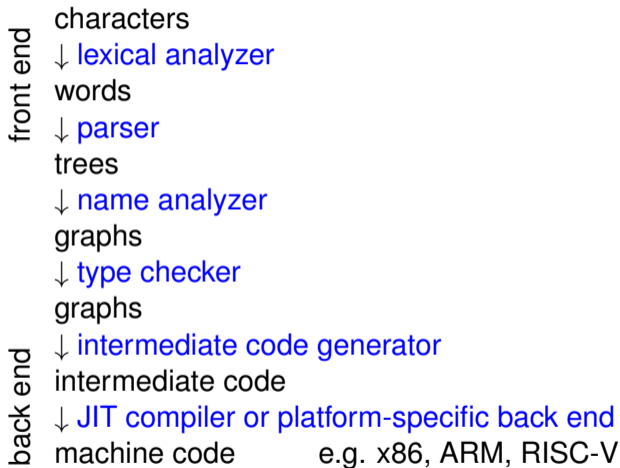 front end
characters
↓ lexical analyzer
words
↓ parser
trees
↓ name analyzer
graphs
↓ type checker
graphs
↓ intermediate code generator
back end
intermediate code
↓ JIT compiler or platform-specific back end
machine code e.g. x86, ARM, RISC-V